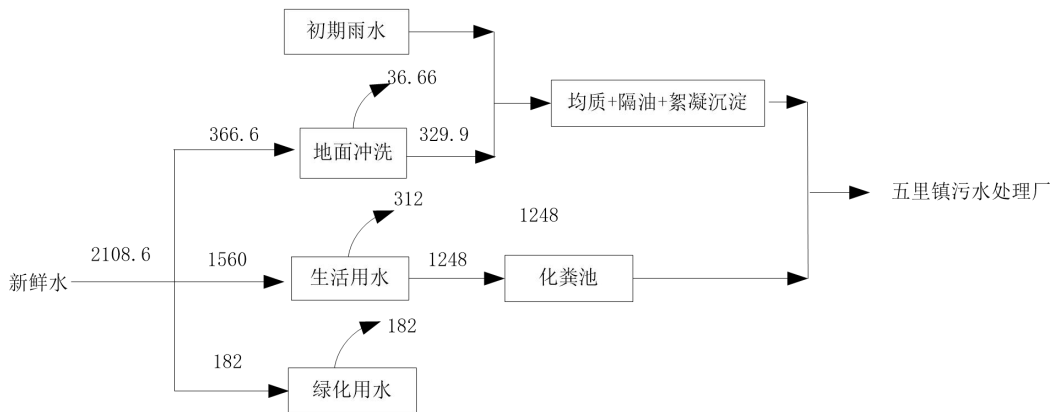 初期雨水
36.66
均质+隔油+絮凝沉淀
366.6
地面冲洗
329.9
五里镇污水处理厂
312
1248
2108.6
1560
生活用水
1248
化粪池
新鲜水
182
182
绿化用水